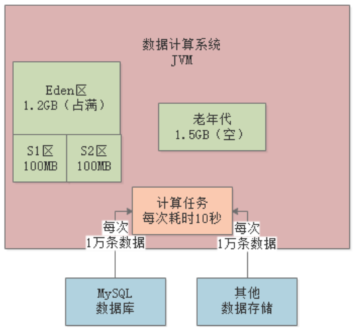 数据计算系统
JVM
Eden区
1.2GB（占满）
S1区
100MB
S2区
100MB
老年代
1.5GB（空）
计算任务
每次耗时10秒
每次
1万条数据
每次
1万条数据
MySQL
数据库
其他
数据存储